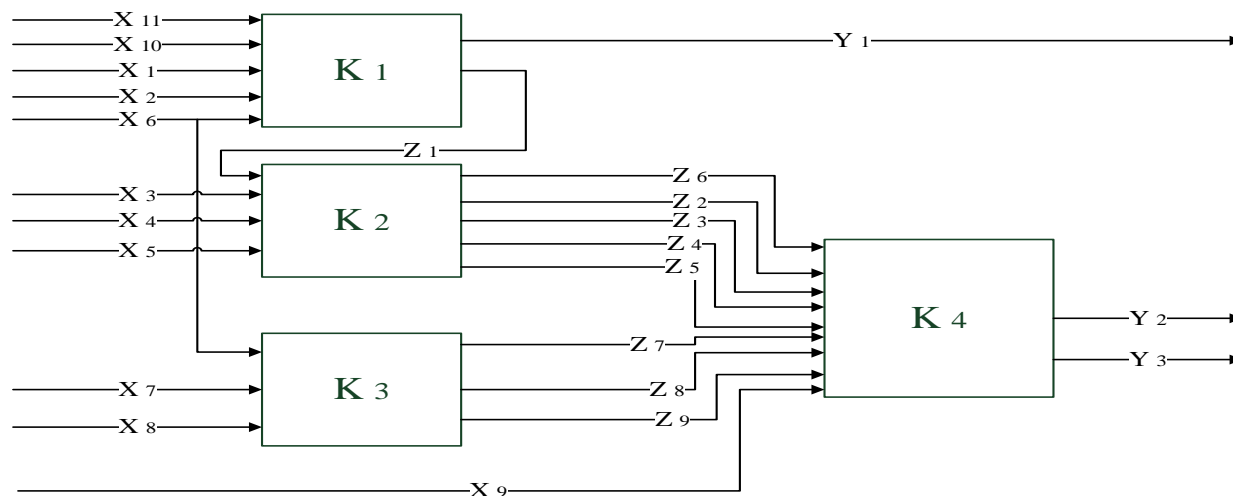 X 11
X 10
X 1
X 2
X 6
K 1
Y 1
Z 1
X 3
X 4
X 5
K 2
Z 6
Z 2
Z 3
Z 4
Z 5
K 4
Y 2
Y 3
X 7
X 8
K 3
Z 7
Z 8
Z 9
X 9